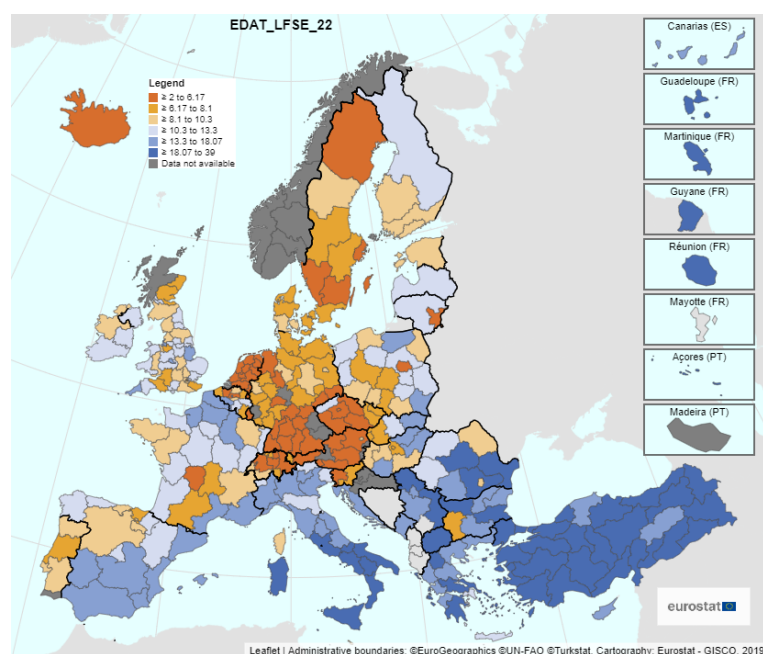 EDAT_LFSE_22
Legend
≥ 2 to 6.17
≥ 6.17 to 8.1
≥ 8.1 to 10.3
≥ 10.3 to 13.3
≥ 13.3 to 18.07
≥ 18.07 to 39
Data not available
Canarias (ES)
Guadeloupe (FR)
Martinique (FR)
Guyane (FR)
Réunion (FR)
Mayotte (FR)
Açores (PT)
Madeira (PT)
eurostat
Leaflet | Administrative boundaries: ©EuroGeographics ©UN-FAO ©Turkstat, Cartography: Eurostat - GISCO, 2019